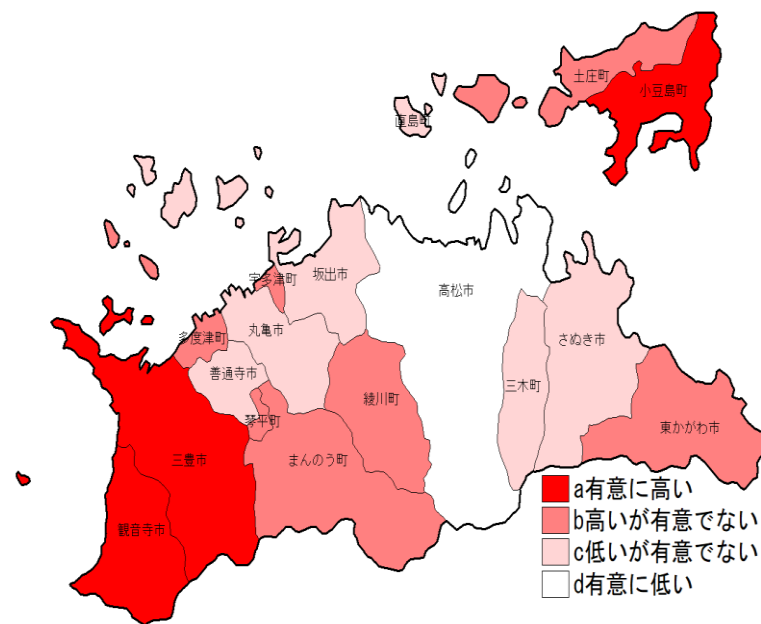 土庄町
小豆島町
直島町
宇多津町
坂出市
高松市
多度津町
丸亀市
さぬき市
善通寺市
三木町
綾川町
琴平町
東かがわ市
三豊市
まんのう町
観音寺市
a有意に高い
b高いが有意でない
c低いが有意でない
d有意に低い